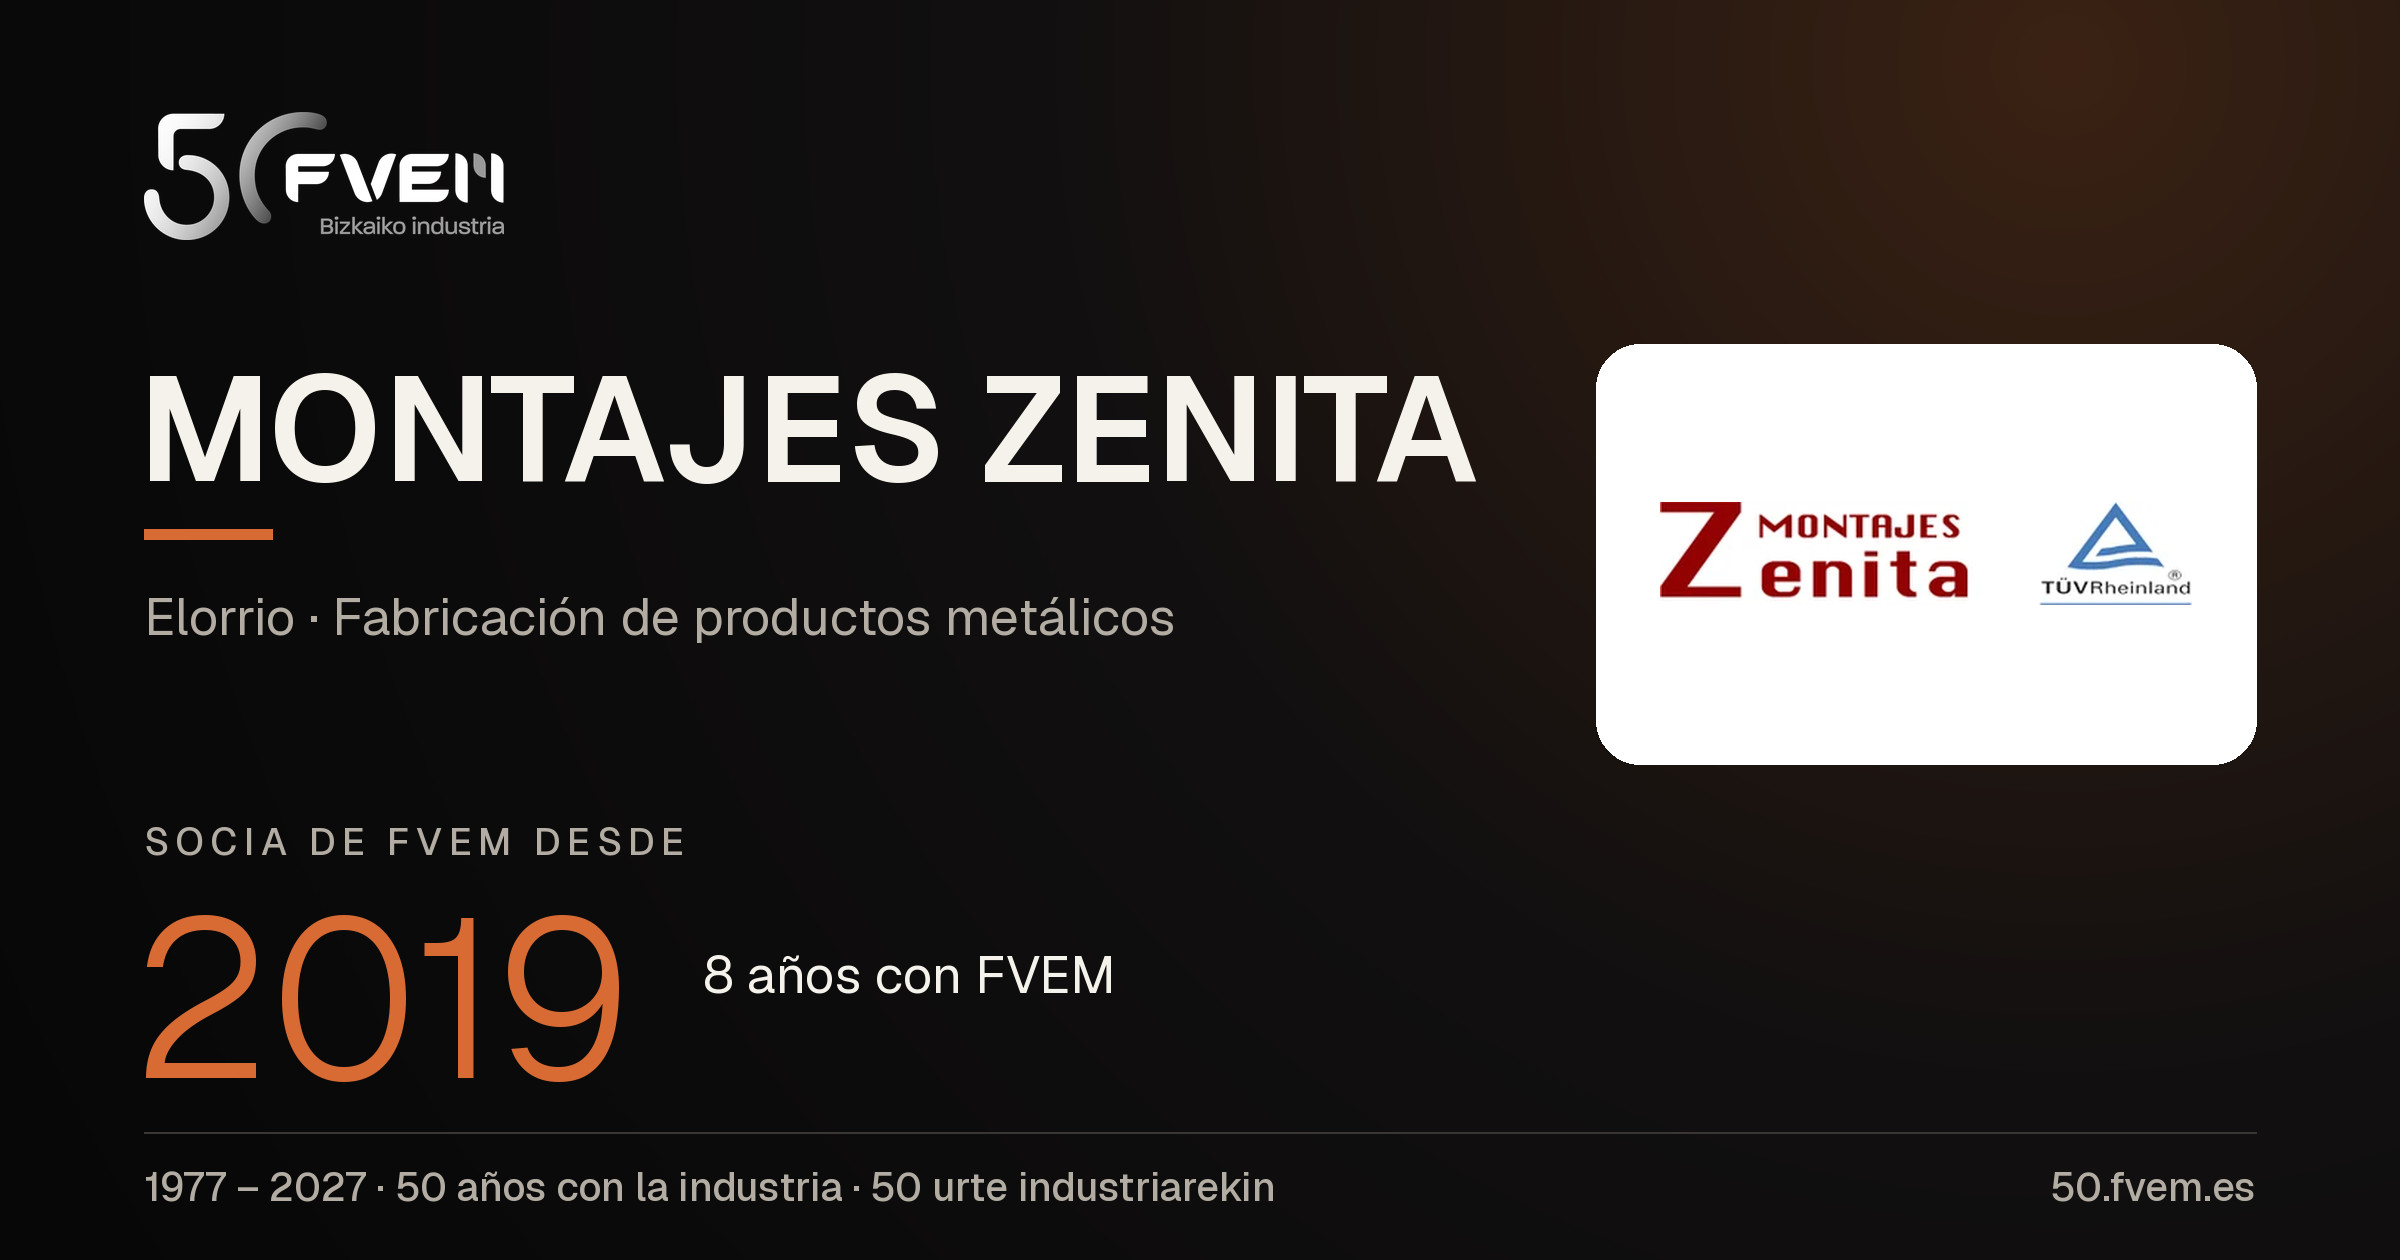 50 FVEM
Bizkaiko industria
MONTAJES ZENITA
Elorrio · Fabricación de productos metálicos
Z MONTAJES
enita
TÜVRheinland®
SOCIA DE FVEM DESDE
2019
8 años con FVEM
1977 – 2027 · 50 años con la industria · 50 urte industriarekin
50.fvem.es